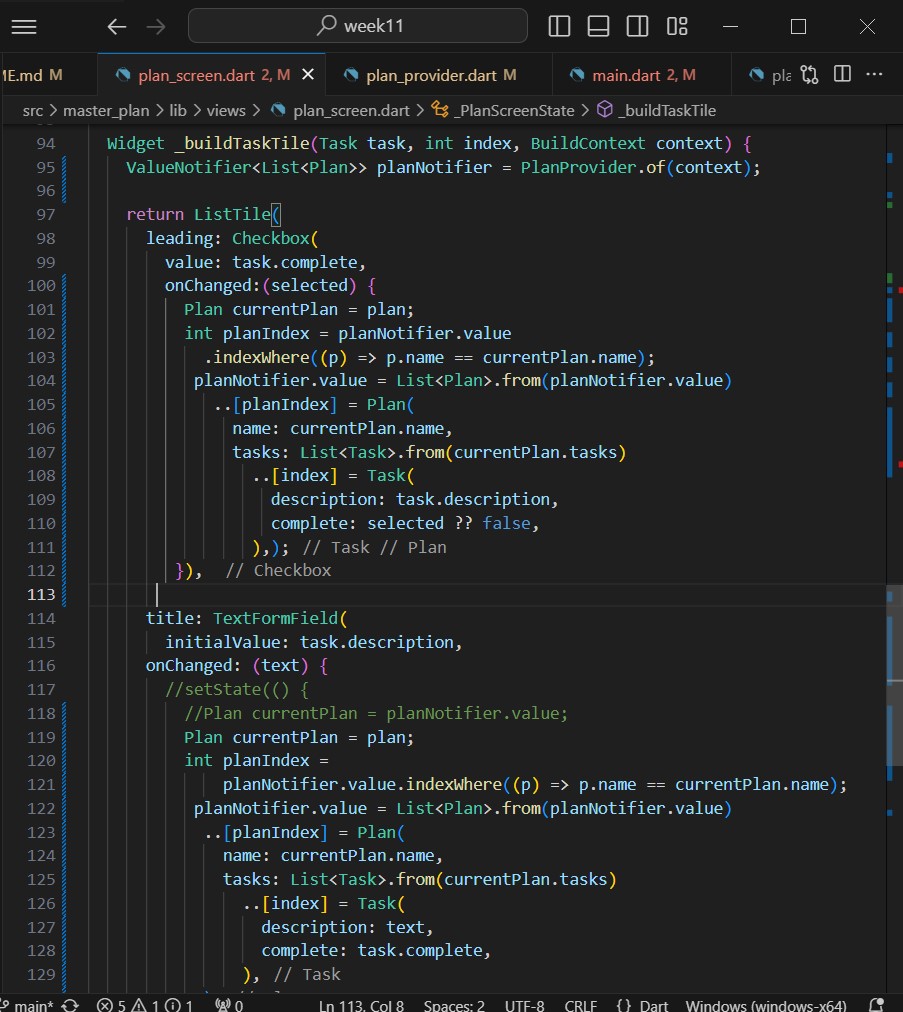 week11
E.md M
plan_screen.dart 2, M
plan_provider.dart M
main.dart 2, M
pla
src > master_plan > lib > views > plan_screen.dart > _PlanScreenState > _buildTaskTile
94 Widget _buildTaskTile(Task task, int index, BuildContext context) {
95 ValueNotifier<List<Plan>> planNotifier = PlanProvider.of(context);
96
97 return ListTile(
98 leading: Checkbox(
99 value: task.complete,
100 onChanged:(selected) {
101 Plan currentPlan = plan;
102 int planIndex = planNotifier.value
103 .indexWhere((p) => p.name == currentPlan.name);
104 planNotifier.value = List<Plan>.from(planNotifier.value)
105 ..[planIndex] = Plan(
106 name: currentPlan.name,
107 tasks: List<Task>.from(currentPlan.tasks)
108 ..[index] = Task(
109 description: task.description,
110 complete: selected ?? false,
111 ),); // Task // Plan
112 }), // Checkbox
113
114 title: TextFormField(
115 initialValue: task.description,
116 onChanged: (text) {
117 //setState(() {
118 //Plan currentPlan = planNotifier.value;
119 Plan currentPlan = plan;
120 int planIndex =
121 planNotifier.value.indexWhere((p) => p.name == currentPlan.name);
122 planNotifier.value = List<Plan>.from(planNotifier.value)
123 ..[planIndex] = Plan(
124 name: currentPlan.name,
125 tasks: List<Task>.from(currentPlan.tasks)
126 ..[index] = Task(
127 description: text,
128 complete: task.complete,
129 ), // Task
main* 5 1 1 0 Ln 113, Col 8 Spaces: 2 UTF-8 CRLF {} Dart Windows (windows-x64)